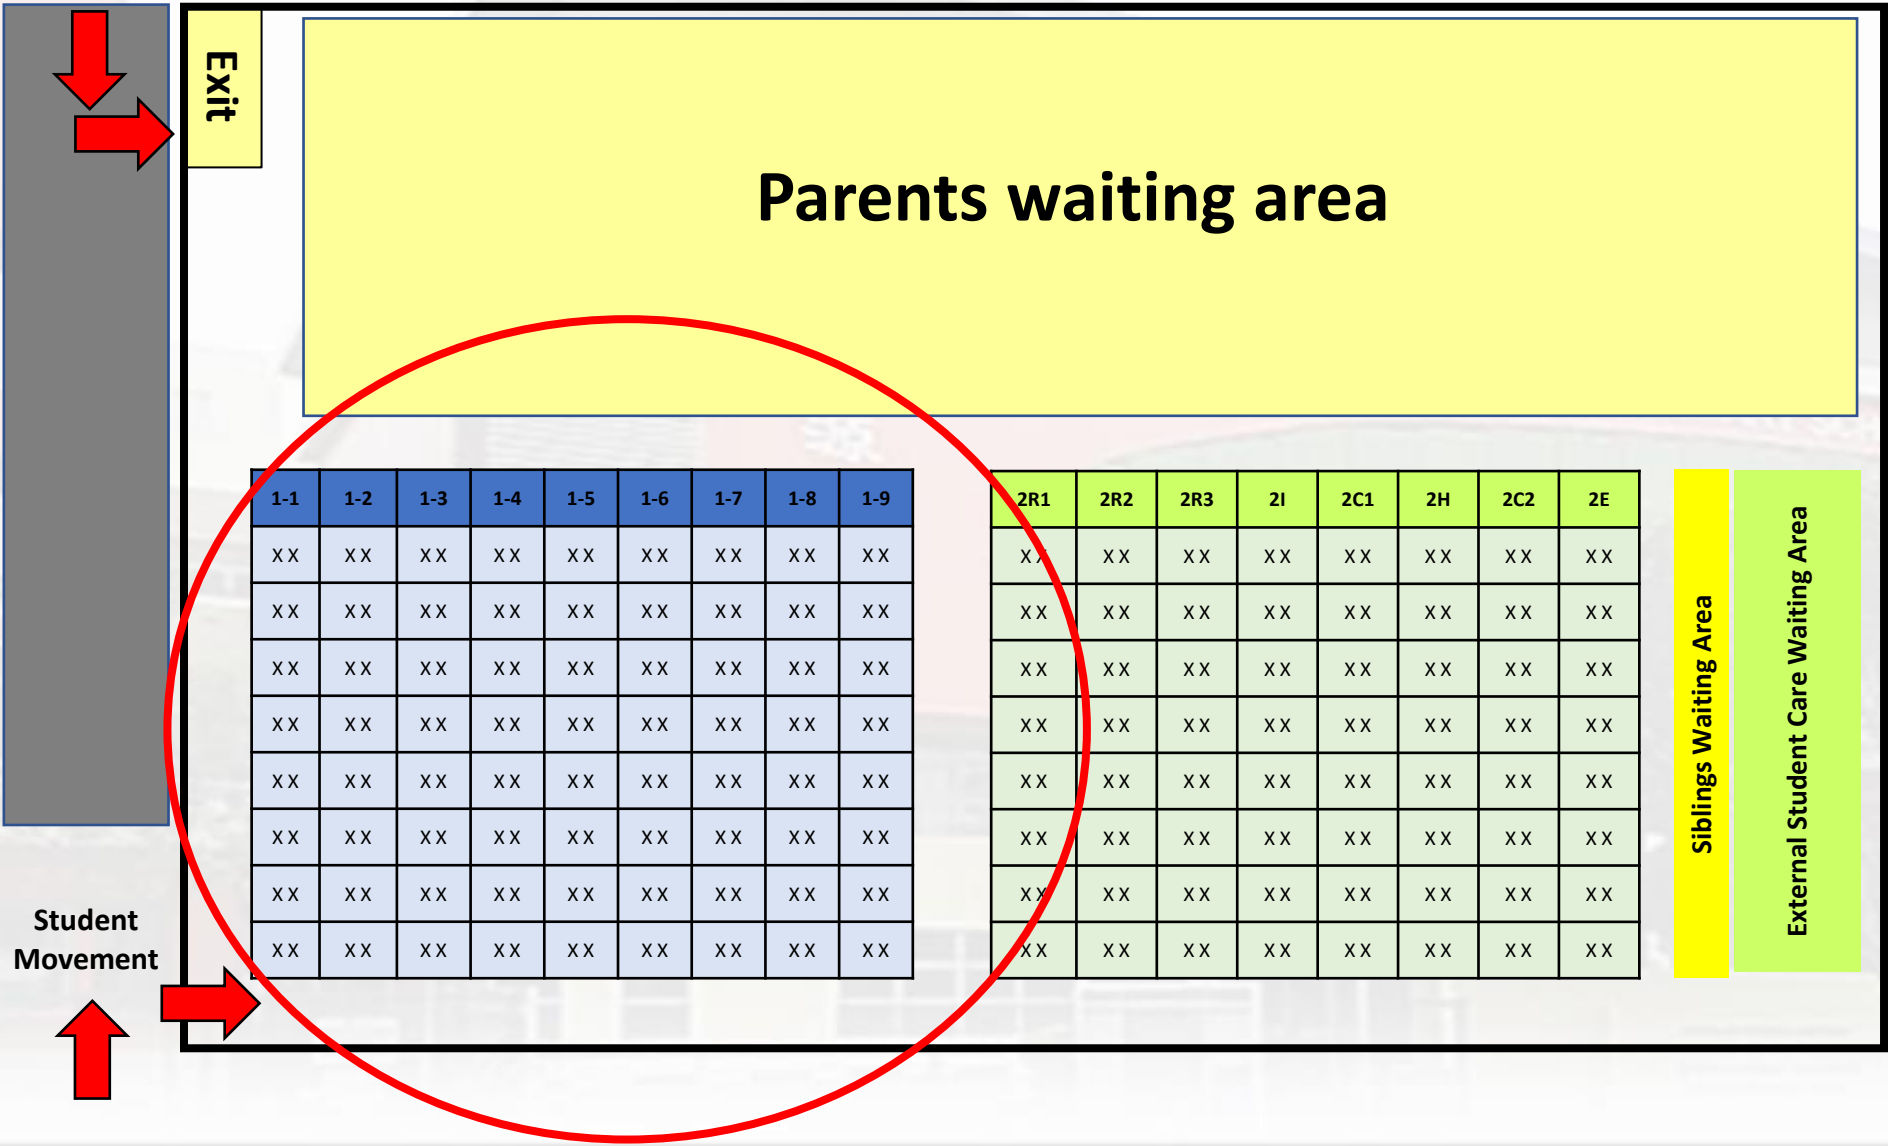 Exit
Parents waiting area
1-1 1-2 1-3 1-4 1-5 1-6 1-7 1-8 1-9
X X X X X X X X X X X X X X X X X X
X X X X X X X X X X X X X X X X X X
X X X X X X X X X X X X X X X X X X
X X X X X X X X X X X X X X X X X X
X X X X X X X X X X X X X X X X X X
X X X X X X X X X X X X X X X X X X
X X X X X X X X X X X X X X X X X X
X X X X X X X X X X X X X X X X X X
2R1 2R2 2R3 2I 2C1 2H 2C2 2E
X X X X X X X X X X X X X X X X
X X X X X X X X X X X X X X X X
X X X X X X X X X X X X X X X X
X X X X X X X X X X X X X X X X
X X X X X X X X X X X X X X X X
X X X X X X X X X X X X X X X X
X X X X X X X X X X X X X X X X
X X X X X X X X X X X X X X X X
Siblings Waiting Area
External Student Care Waiting Area
Student
Movement